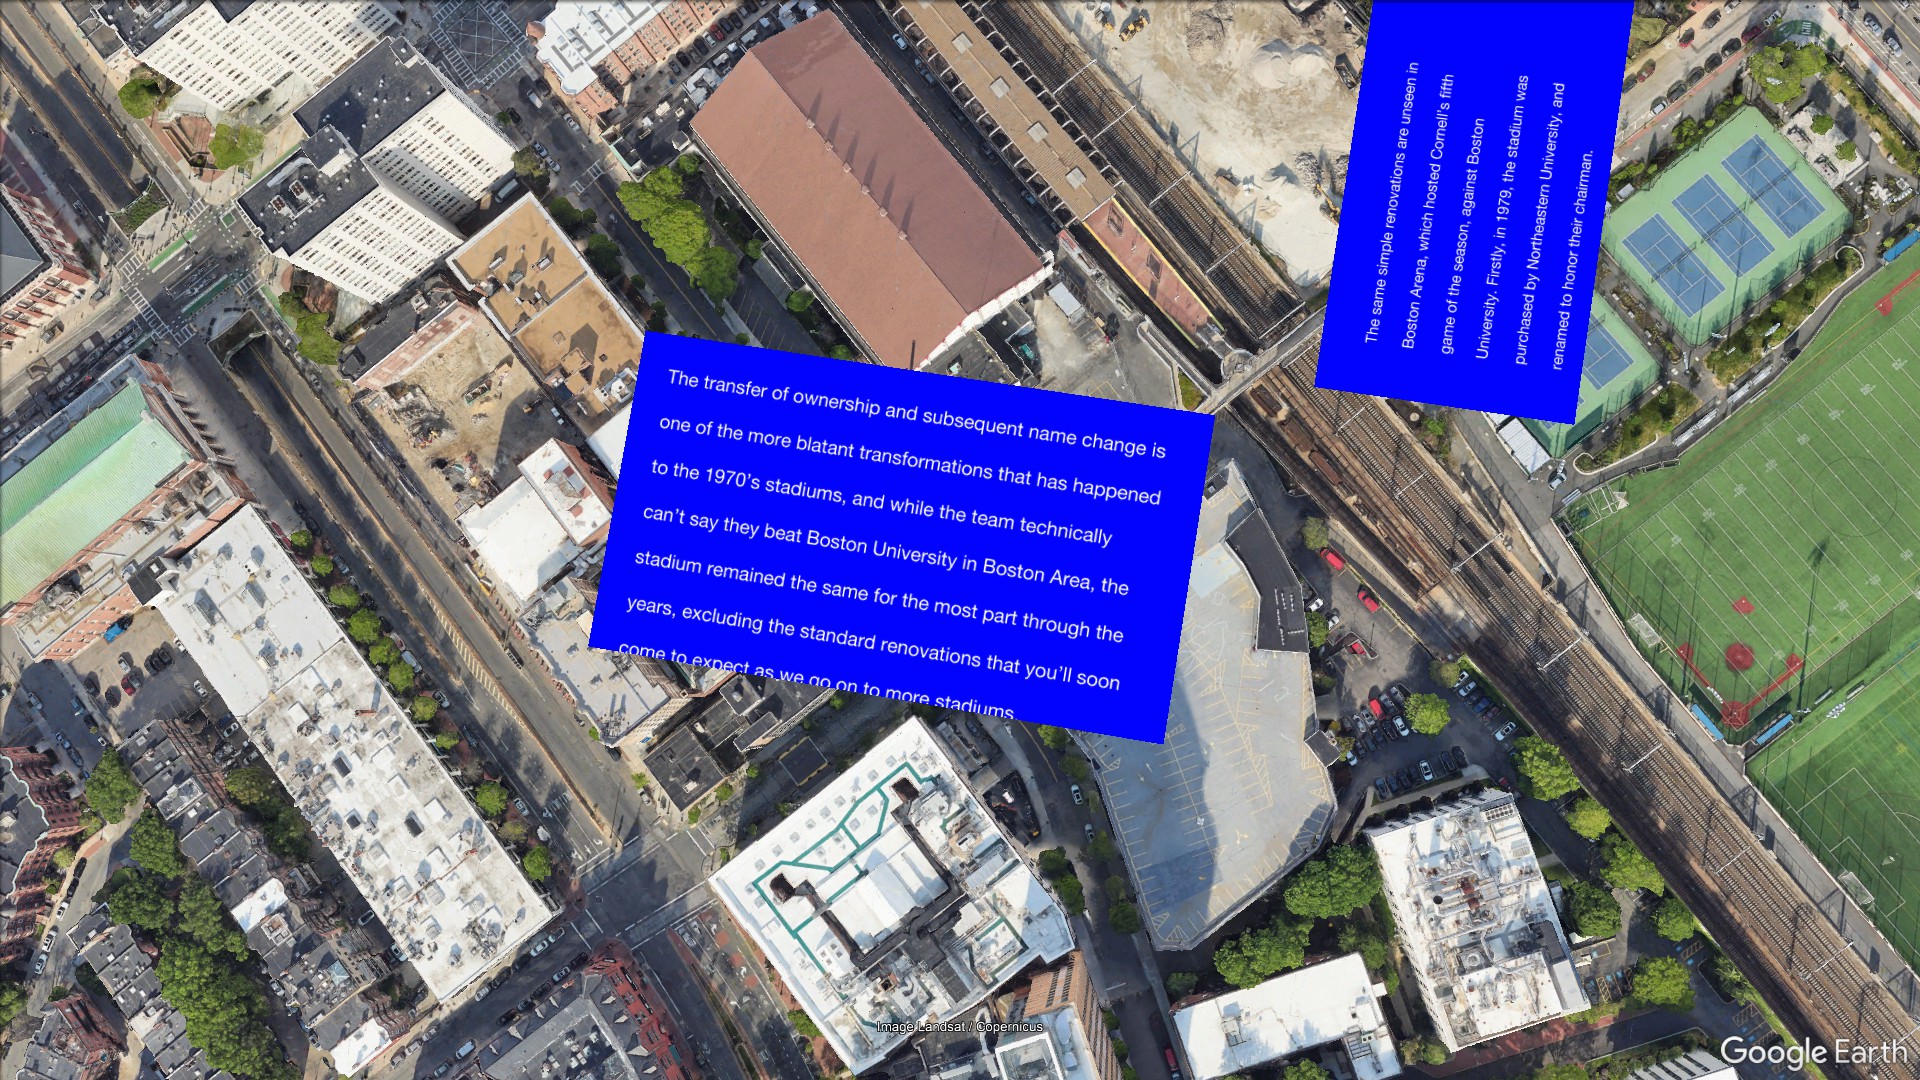 The same simple renovations are unseen in
Boston Arena, which hosted Cornell's fifth
game of the season, against Boston
University. Firstly, in 1979, the stadium was
purchased by Northeastern University, and
renamed to honor their chairman.
The transfer of ownership and subsequent name change is
one of the more blatant transformations that has happened
to the 1970's stadiums, and while the team technically
can't say they beat Boston University in Boston Area, the
stadium remained the same for the most part through the
years, excluding the standard renovations that you'll soon
come to expect as we go on to more stadiums.
Image Landsat / Copernicus
Google Earth